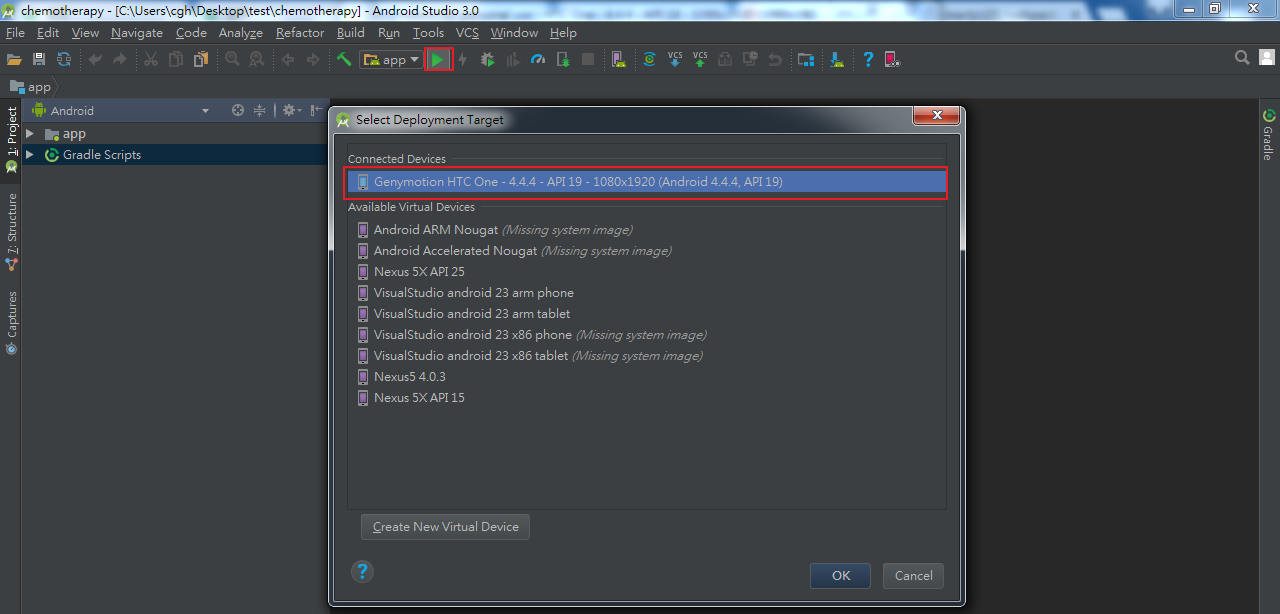 chemotherapy - [C:\Users\cgh\Desktop\test\chemotherapy] - Android Studio 3.0
File Edit View Navigate Code Analyze Refactor Build Run Tools VCS Window Help
app
VCS VCS
?
app
1: Project
7: Structure
Captures
Android
app
Gradle Scripts
Select Deployment Target
Connected Devices
Genymotion HTC One - 4.4.4 - API 19 - 1080x1920 (Android 4.4.4, API 19)
Available Virtual Devices
Android ARM Nougat (Missing system image)
Android Accelerated Nougat (Missing system image)
Nexus 5X API 25
VisualStudio android 23 arm phone
VisualStudio android 23 arm tablet
VisualStudio android 23 x86 phone (Missing system image)
VisualStudio android 23 x86 tablet (Missing system image)
Nexus5 4.0.3
Nexus 5X API 15
Create New Virtual Device
?
OK Cancel
Gradle